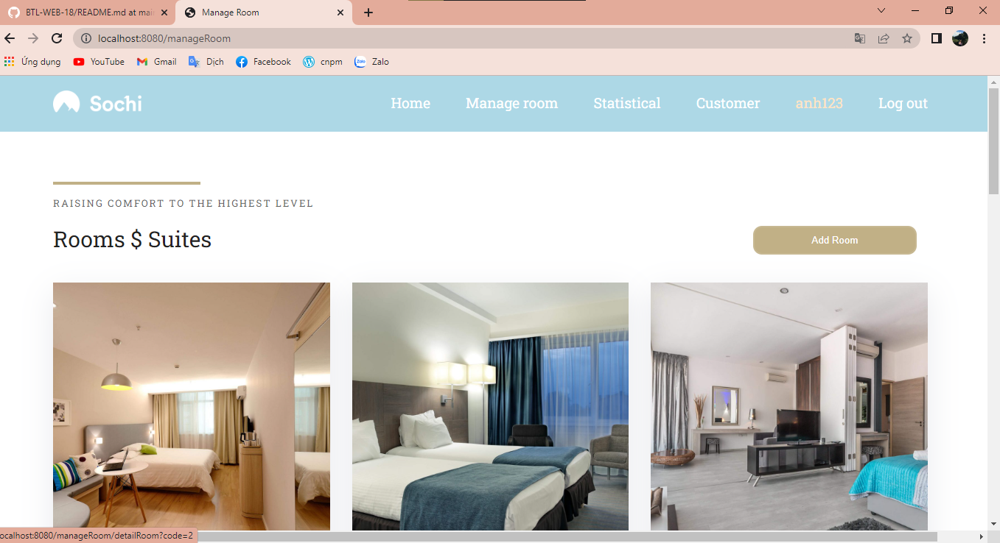 BTL-WEB-18/README.md at mai
Manage Room
localhost:8080/manageRoom
Ứng dụng YouTube Gmail Dịch Facebook cnpm Zalo
Sochi Home Manage room Statistical Customer anh123 Log out
RAISING COMFORT TO THE HIGHEST LEVEL
Rooms $ Suites
Add Room
ocalhost:8080/manageRoom/detailRoom?code=2